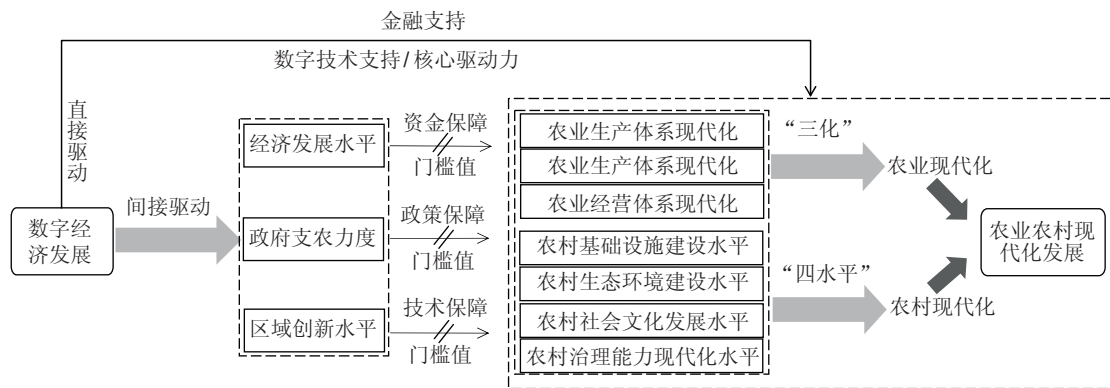 金融支持
数字技术支持/核心驱动力
直接驱动
数字经
济发展
间接驱动
经济发展水平
政府支农力度
区域创新水平
资金保障
门槛值
政策保障
门槛值
技术保障
门槛值
农业生产体系现代化
农业生产体系现代化
农业经营体系现代化
农村基础设施建设水平
农村生态环境建设水平
农村社会文化发展水平
农村治理能力现代化水平
“三化”
“四水平”
农业现代化
农村现代化
农业农村现
代化发展